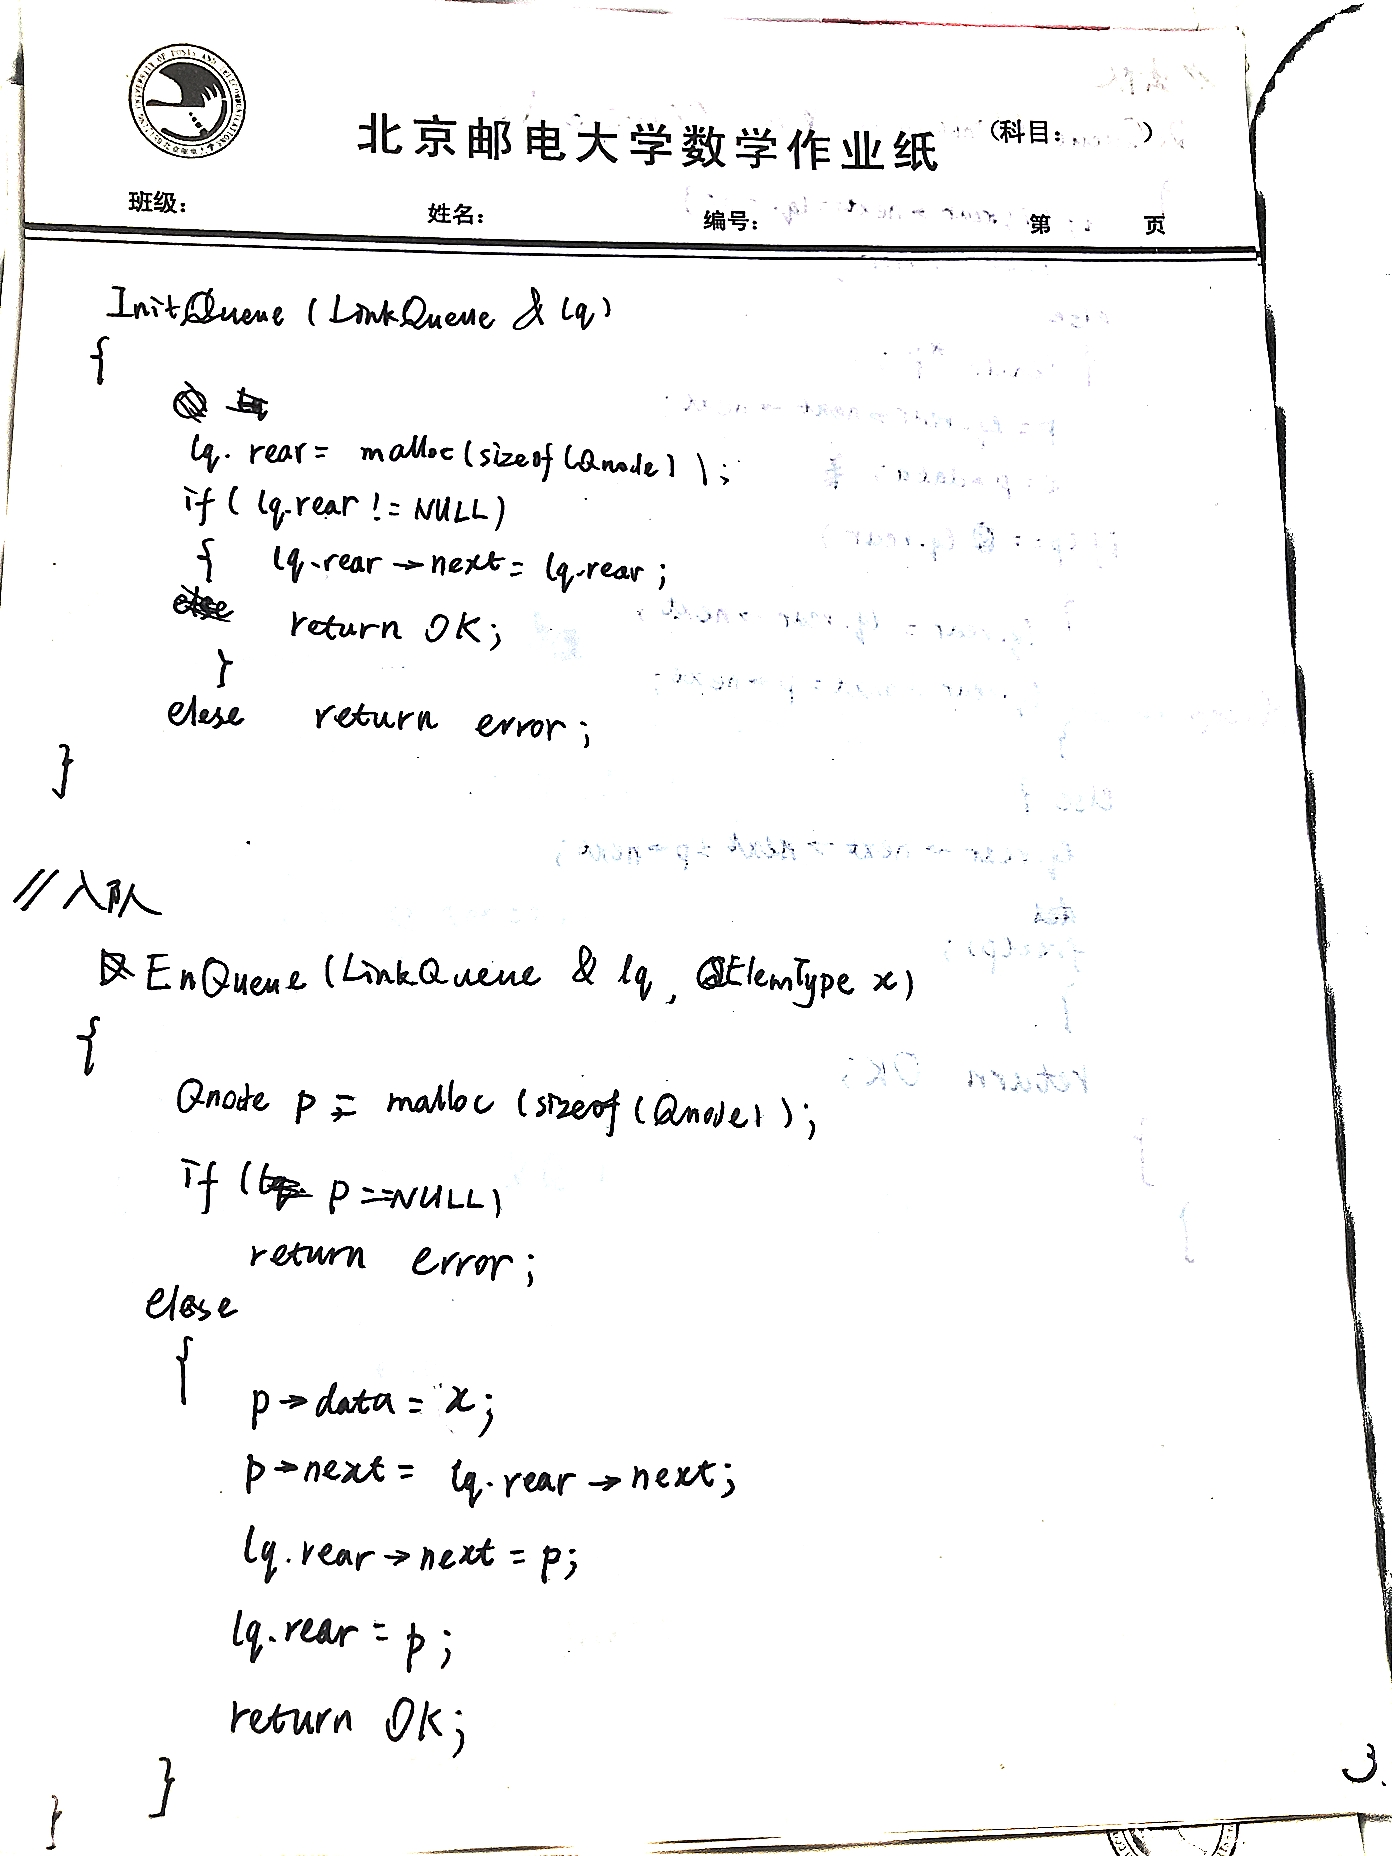 北京邮电大学数学作业纸 (科目: )
班级: 姓名: 编号: 第 页
InitQueue (LinkQueue & lq)
{
lq. rear = malloc (sizeof (Qnode) );
if ( lq.rear != NULL)
{ lq.rear → next = lq.rear ;
return OK;
}
else return error ;
}
// 入队
EnQueue (LinkQueue & lq, QElemType x)
{
Qnode p = malloc (sizeof (Qnode) );
if ( p == NULL)
return error ;
else
{
p → data = x;
p → next = lq. rear → next;
lq. rear → next = p;
lq. rear = p;
return OK;
}
}
3.